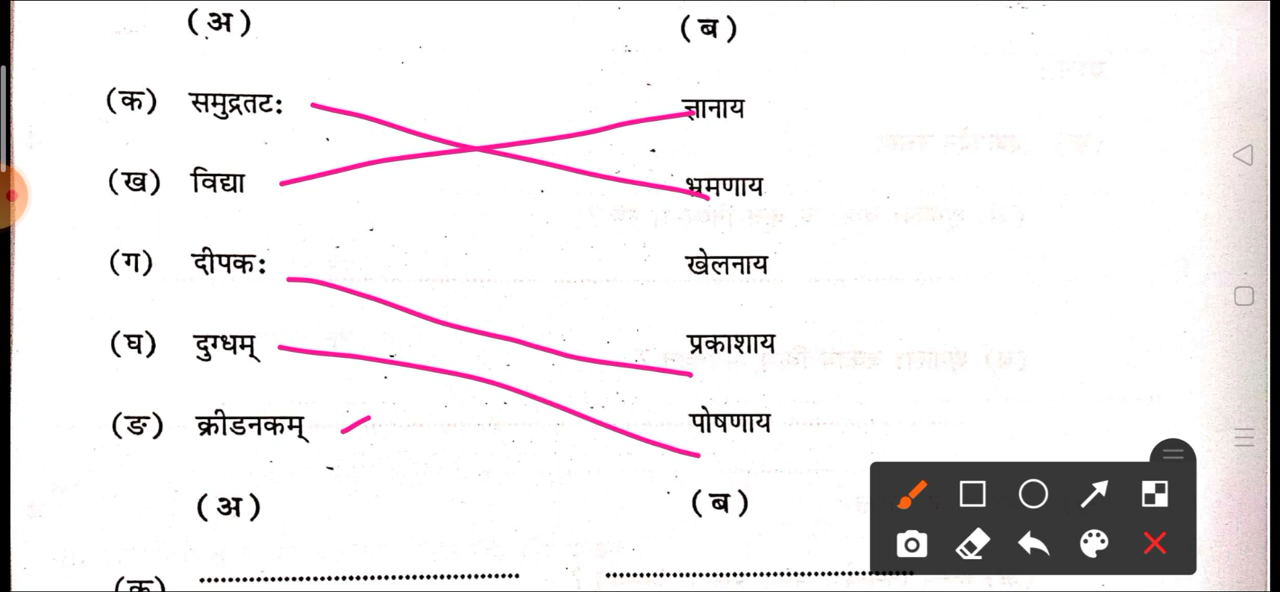 (अ) (ब)
(क) समुद्रतटः ज्ञानाय
(ख) विद्या भ्रमणाय
(ग) दीपकः खेलनाय
(घ) दुग्धम् प्रकाशाय
(ङ) क्रीडनकम् पोषणाय
(अ) (ब)
(क)